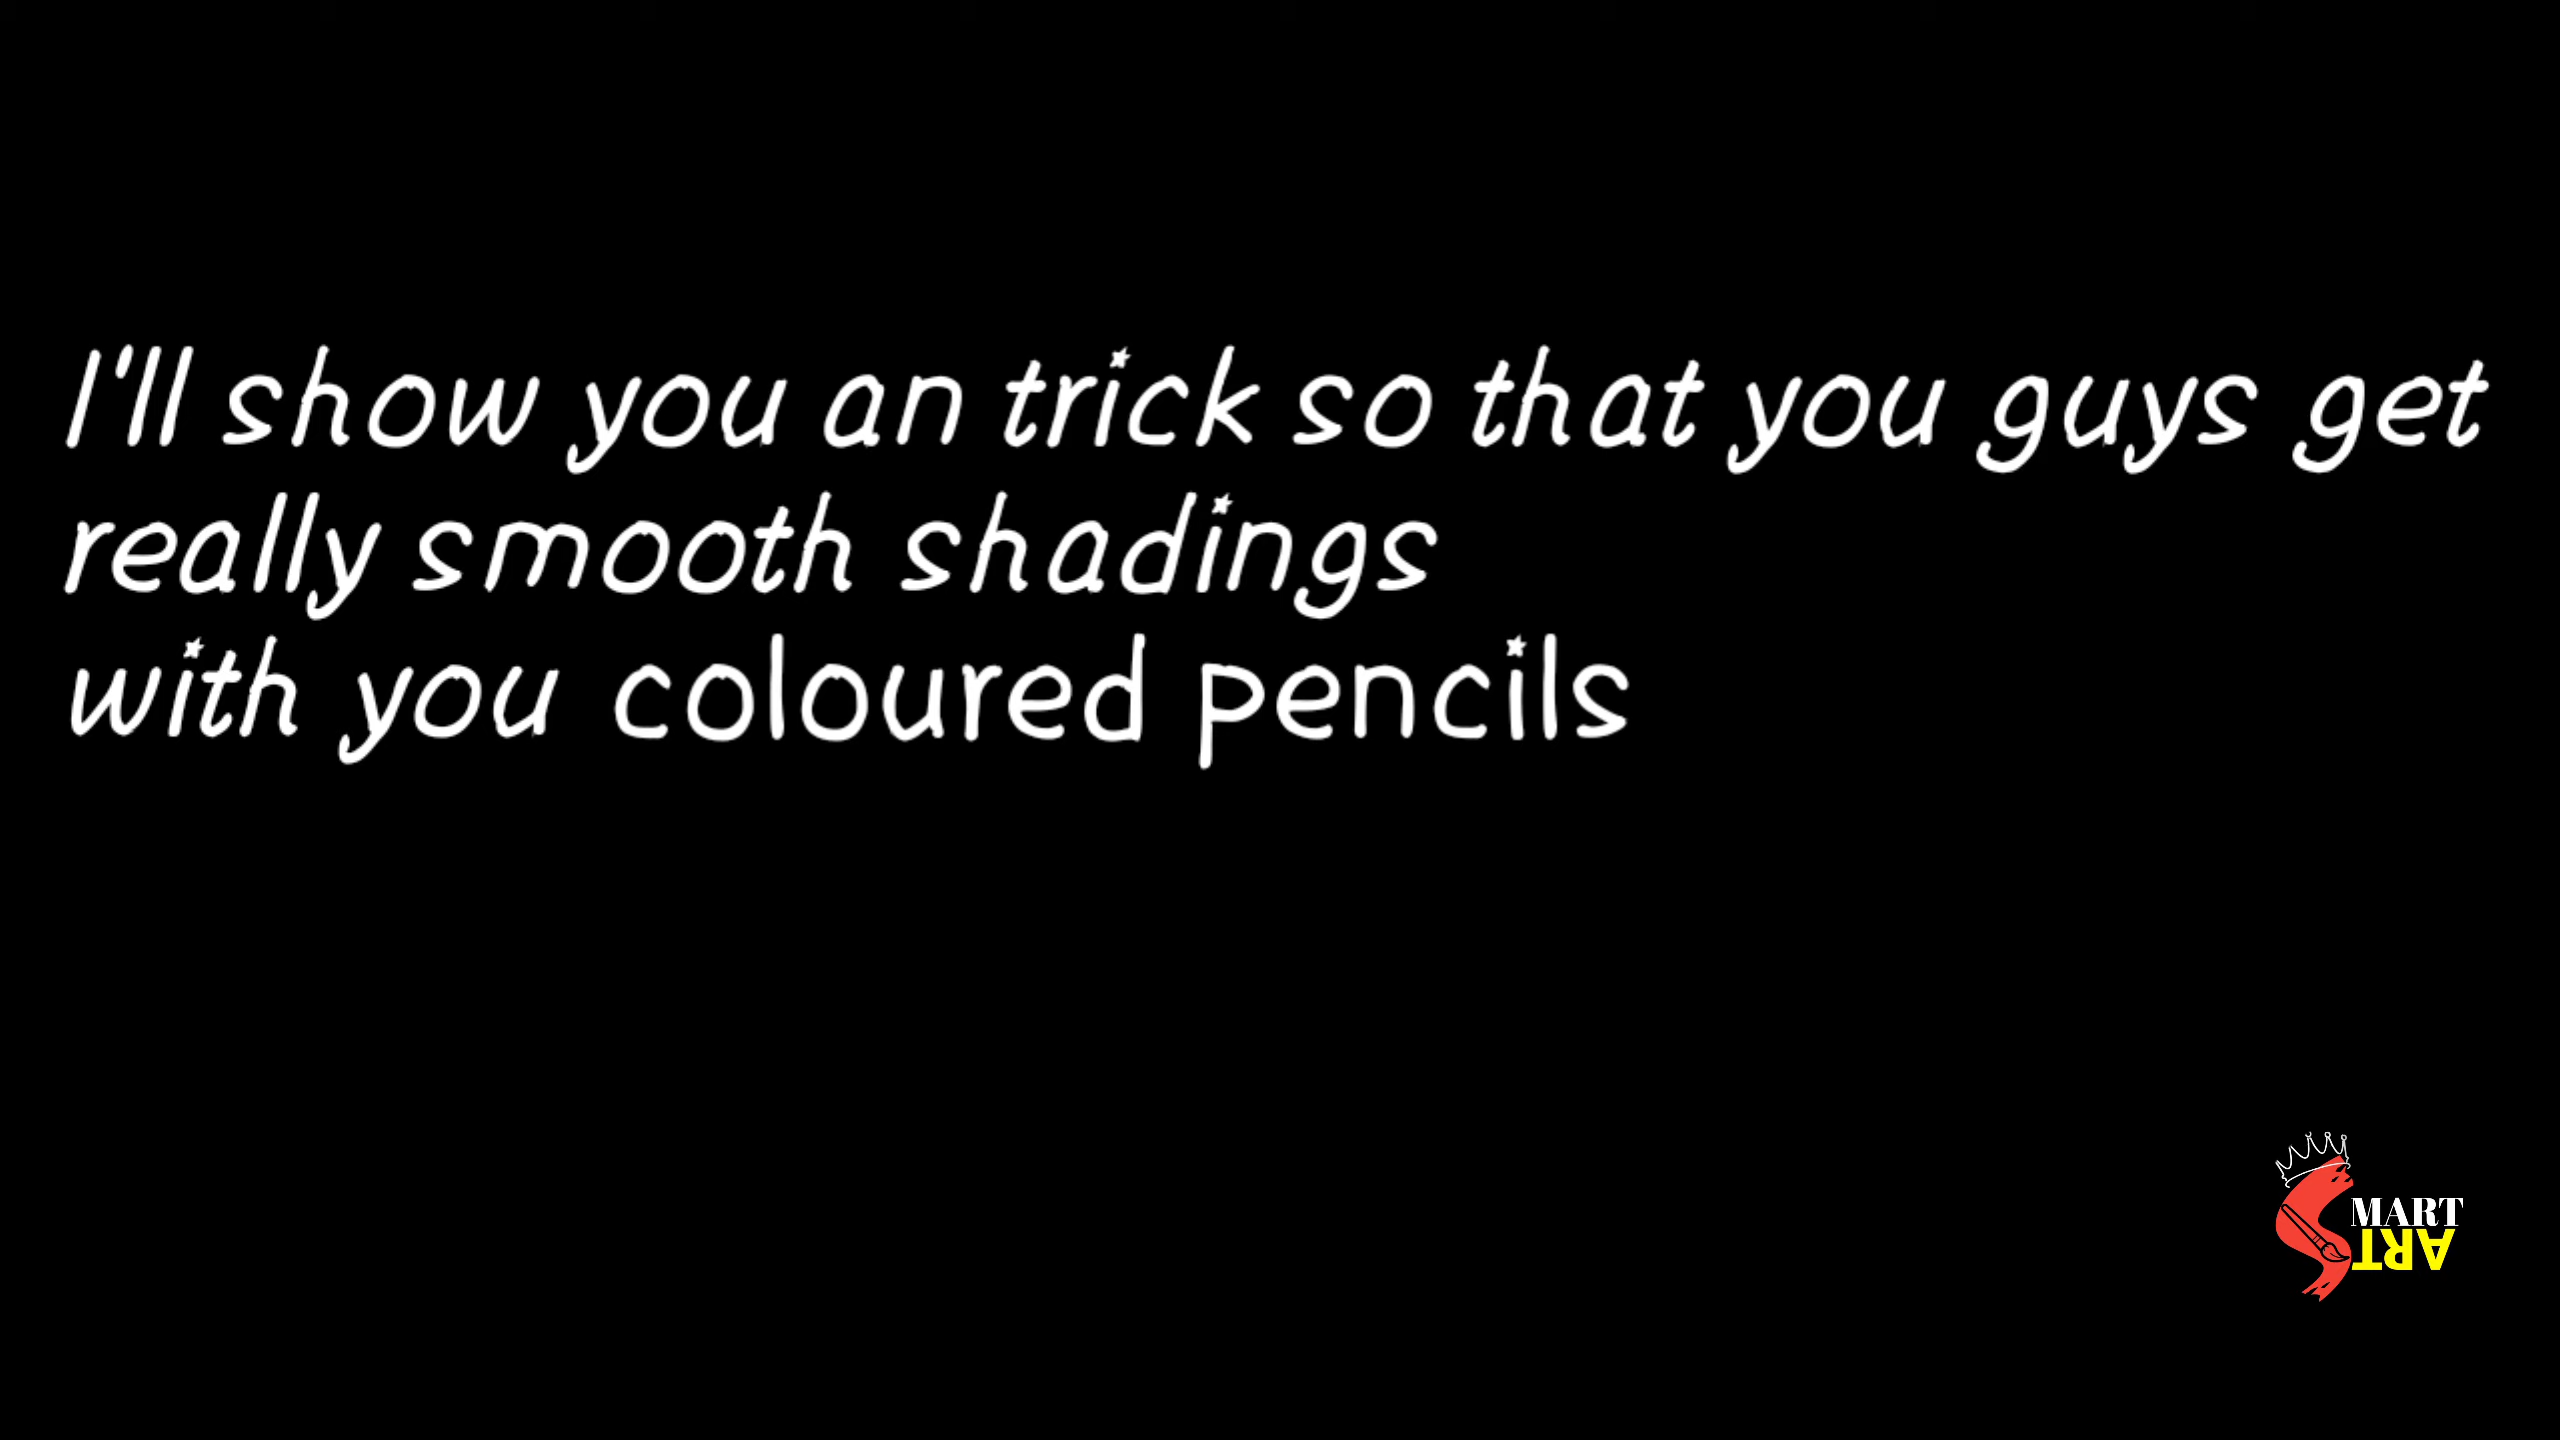 I'll show you an trick so that you guys get
really smooth shadings
with you coloured pencils
SMART
ART